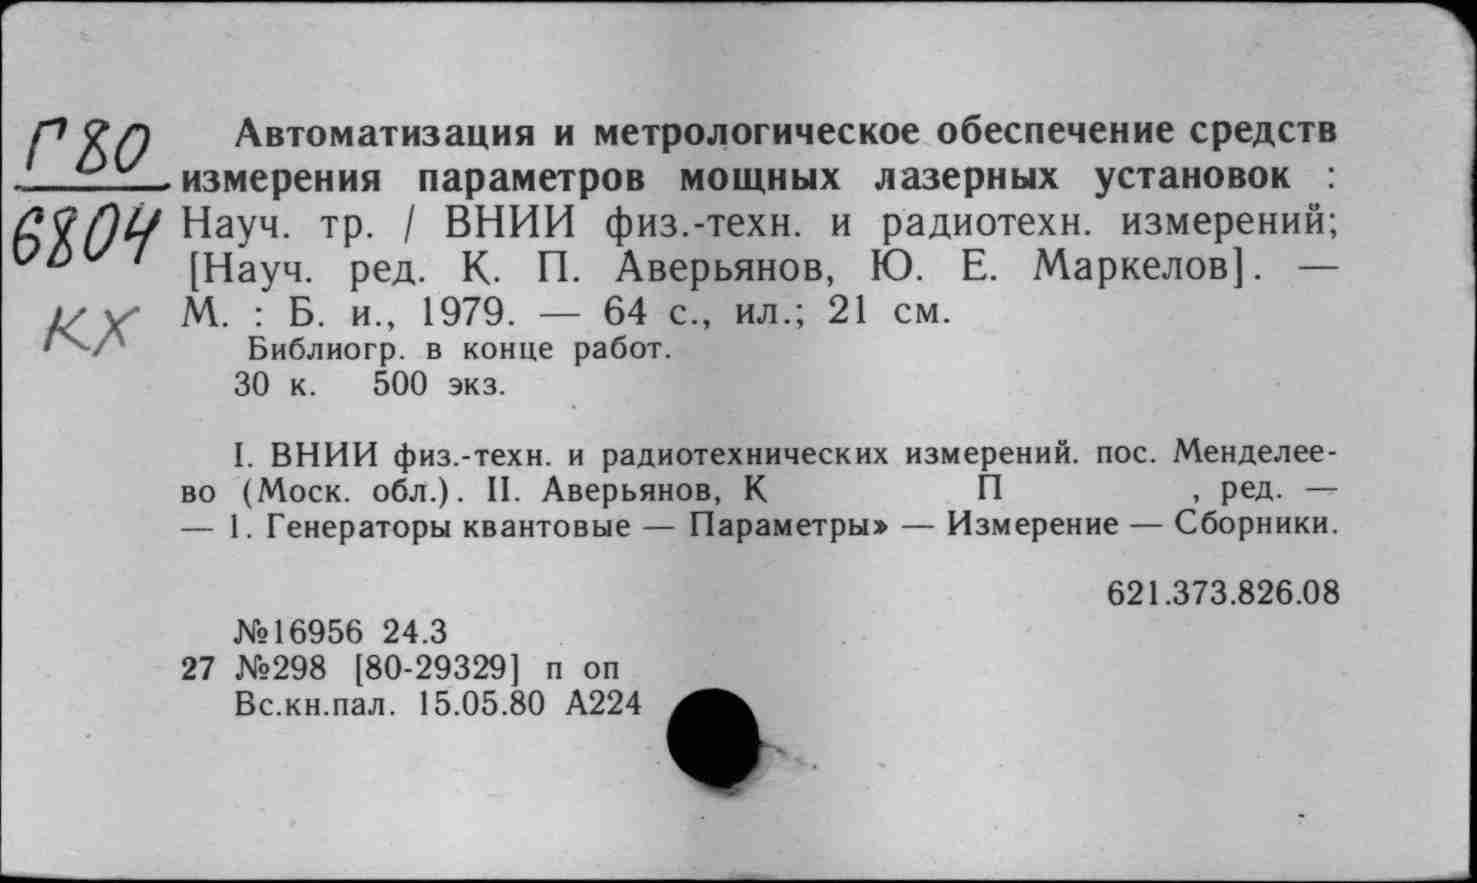 Г80
6804
КХ
Автоматизация и метрологическое обеспечение средств
измерения параметров мощных лазерных установок :
Науч. тр. / ВНИИ физ.-техн. и радиотехн. измерений;
[Науч. ред. К. П. Аверьянов, Ю. Е. Маркелов]. —
М. : Б. и., 1979. — 64 с., ил.; 21 см.
Библиогр. в конце работ.
30 к. 500 экз.
I. ВНИИ физ.-техн. и радиотехнических измерений. пос. Менделее-
во (Моск. обл.). II. Аверьянов, К П , ред. —
— 1. Генераторы квантовые — Параметры» — Измерение — Сборники.
621.373.826.08
№16956 24.3
27 №298 [80-29329] п оп
Вс.кн.пал. 15.05.80 А224